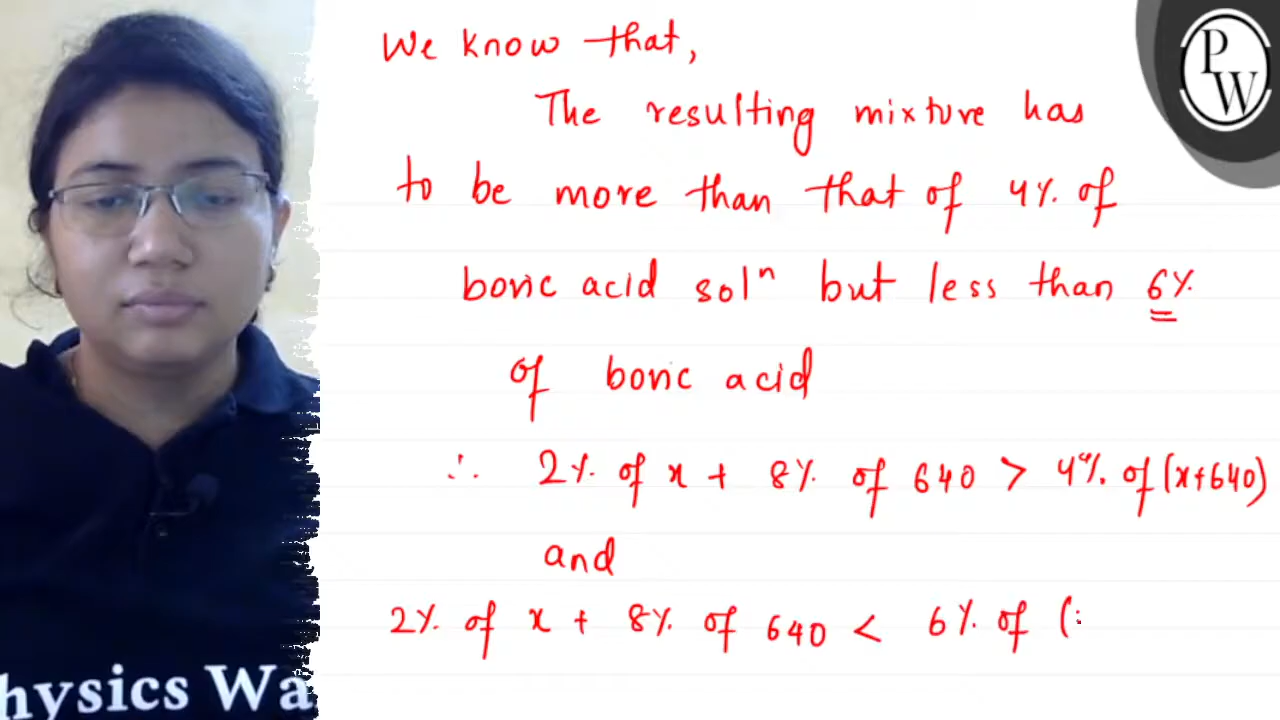 We know that,
The resulting mixture has
to be more than that of 4%. of
boric acid solⁿ but less than 6%.
of boric acid
∴ 2% of x + 8% of 640 > 4% of (x+640)
and
2% of x + 8% of 640 < 6% of (
PW
hysics Wa